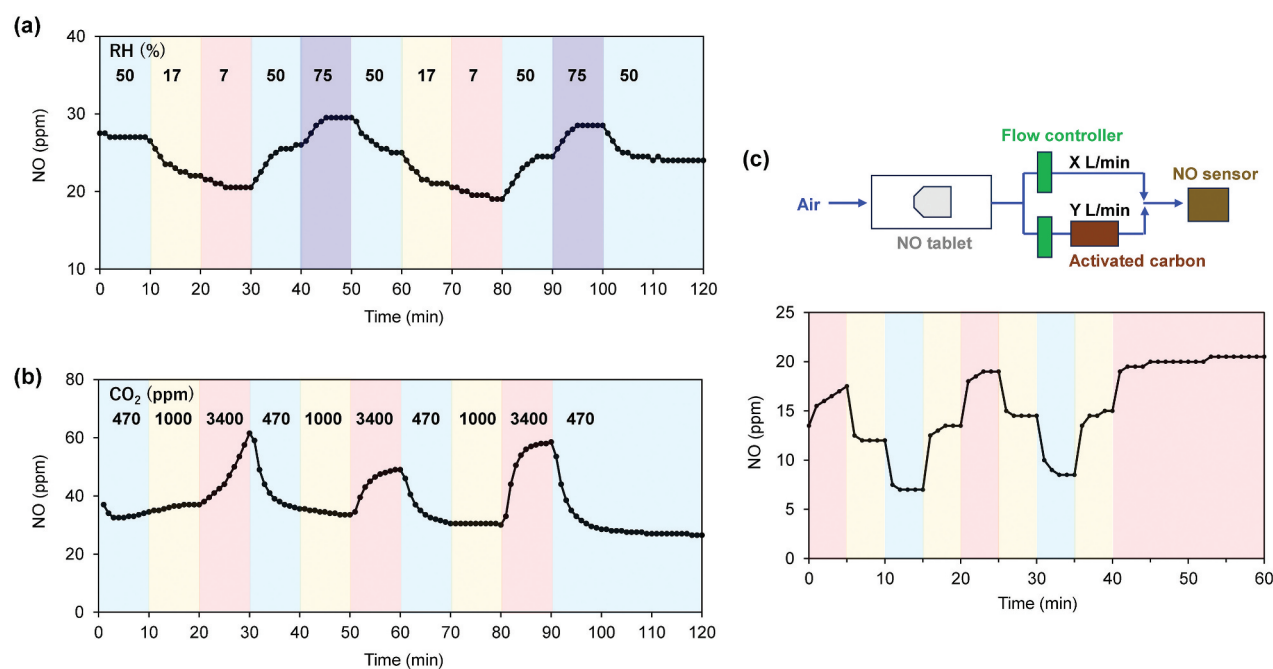 (a)
40
30
20
10
NO (ppm)
RH (%)
50 17 7 50 75 50 17 7 50 75 50
0 10 20 30 40 50 60 70 80 90 100 110 120
Time (min)
(b)
80
60
40
20
0
NO (ppm)
CO₂ (ppm)
470 1000 3400 470 1000 3400 470 1000 3400 470
0 10 20 30 40 50 60 70 80 90 100 110 120
Time (min)
(c)
Flow controller
X L/min
NO sensor
Air
Y L/min
NO tablet
Activated carbon
25
20
15
10
5
0
NO (ppm)
0 10 20 30 40 50 60
Time (min)